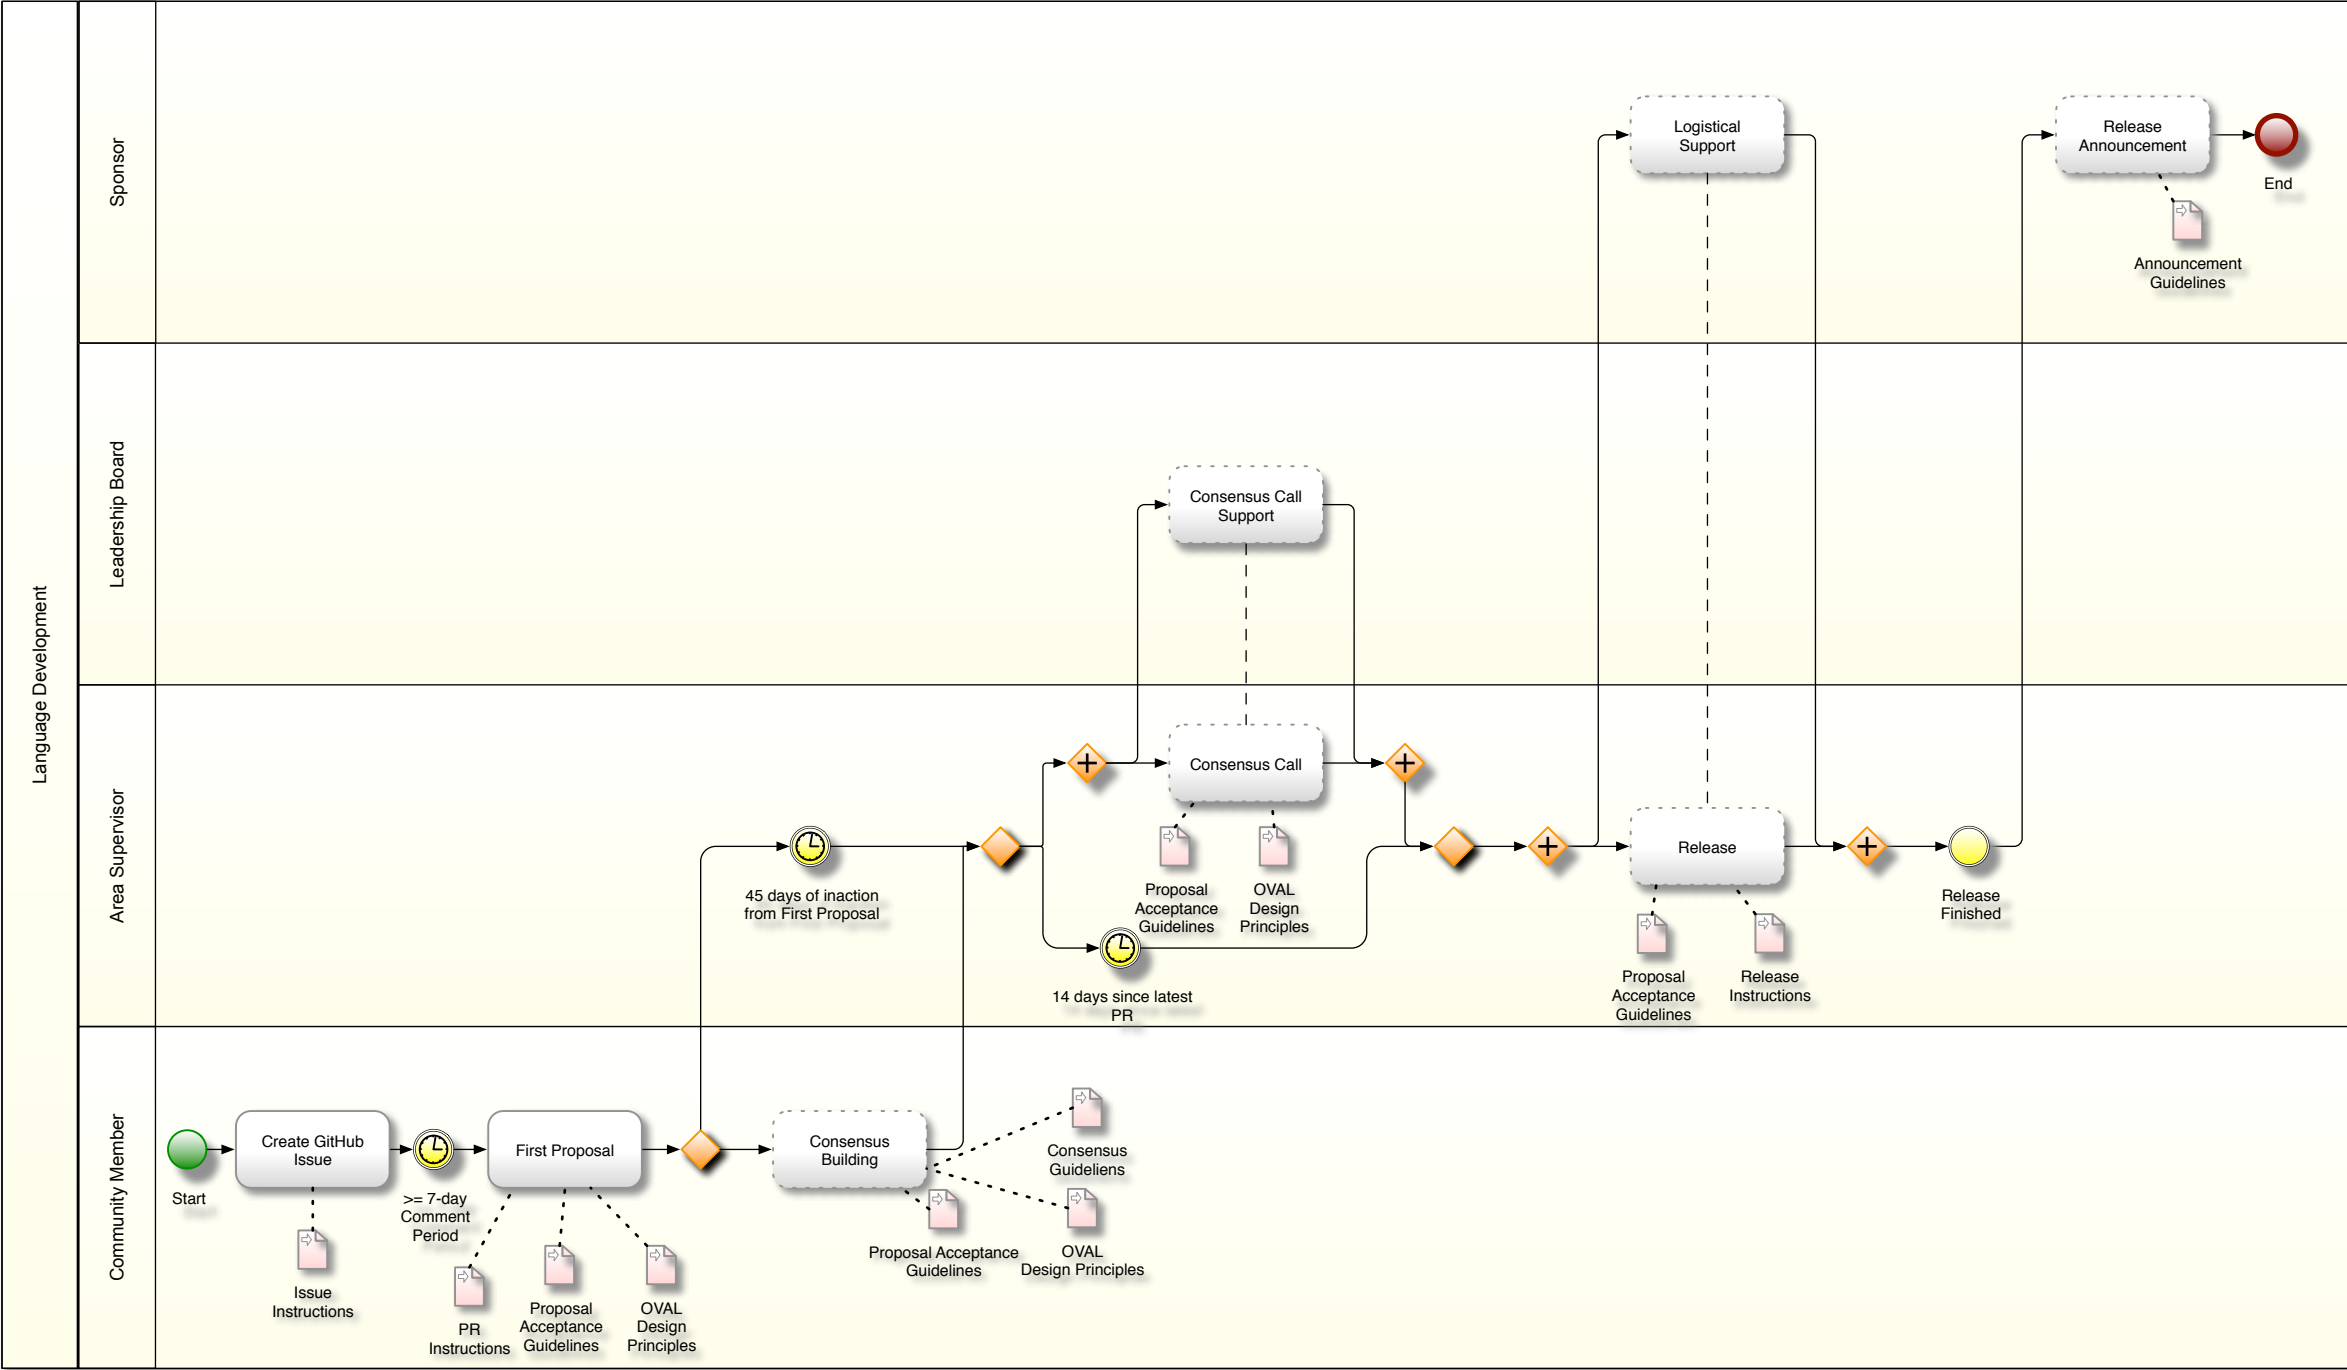 Language Development
Sponsor
Logistical
Support
Release
Announcement
End
Announcement
Guidelines
Leadership Board
Consensus Call
Support
Area Supervisor
Consensus Call
Release
45 days of inaction
from First Proposal
Proposal
Acceptance
Guidelines
OVAL
Design
Principles
Release
Finished
14 days since latest
PR
Proposal
Acceptance
Guidelines
Release
Instructions
Community Member
Start
Create GitHub
Issue
>= 7-day
Comment
Period
First Proposal
Consensus
Building
Consensus
Guideliens
Proposal Acceptance
Guidelines
OVAL
Design Principles
Issue
Instructions
PR
Instructions
Proposal
Acceptance
Guidelines
OVAL
Design
Principles